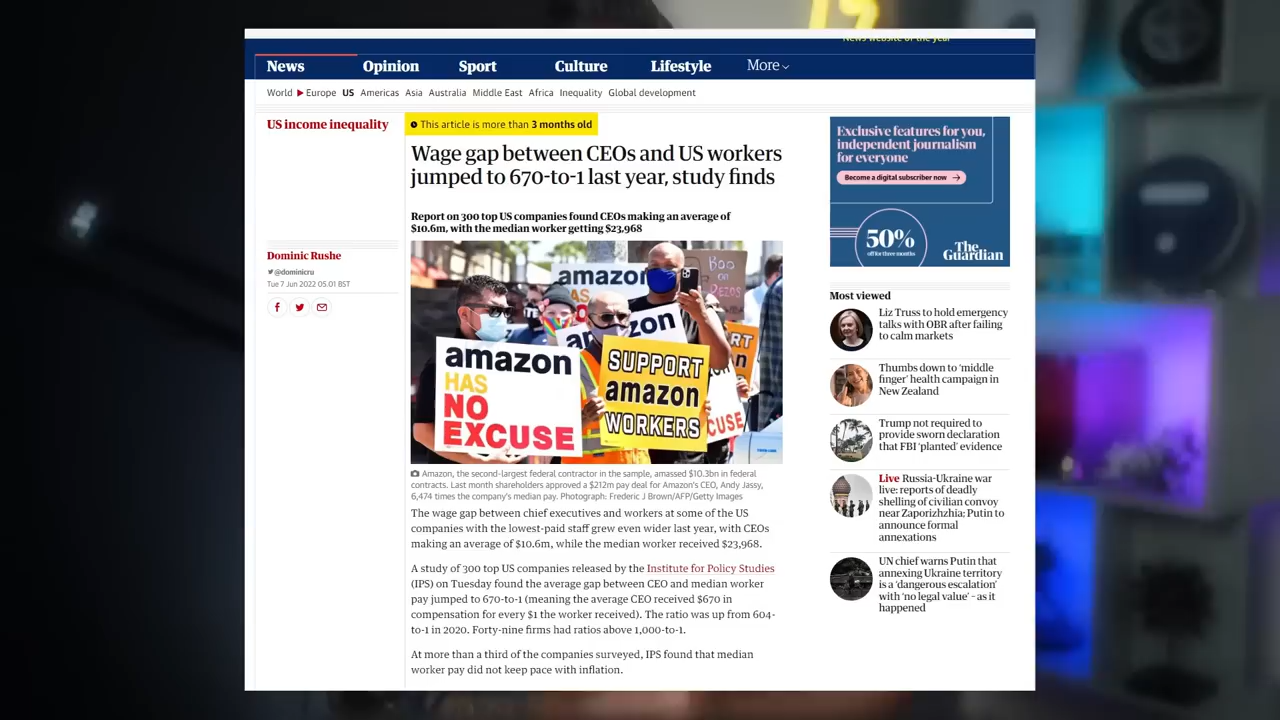 News website of the year
News Opinion Sport Culture Lifestyle More
World Europe US Americas Asia Australia Middle East Africa Inequality Global development
US income inequality
This article is more than 3 months old
Wage gap between CEOs and US workers
jumped to 670-to-1 last year, study finds
Report on 300 top US companies found CEOs making an average of
$10.6m, with the median worker getting $23,968
Dominic Rushe
@dominicru
Tue 7 Jun 2022 05.01 BST
amazon
HAS
amazon
HAS
NO
EXCUSE
SUPPORT
amazon
WORKERS
Amazon, the second-largest federal contractor in the sample, amassed $10.3bn in federal
contracts. Last month shareholders approved a $212m pay deal for Amazon's CEO, Andy Jassy,
6,474 times the company's median pay. Photograph: Frederic J Brown/AFP/Getty Images
The wage gap between chief executives and workers at some of the US
companies with the lowest-paid staff grew even wider last year, with CEOs
making an average of $10.6m, while the median worker received $23,968.
A study of 300 top US companies released by the Institute for Policy Studies
(IPS) on Tuesday found the average gap between CEO and median worker
pay jumped to 670-to-1 (meaning the average CEO received $670 in
compensation for every $1 the worker received). The ratio was up from 604-
to-1 in 2020. Forty-nine firms had ratios above 1,000-to-1.
At more than a third of the companies surveyed, IPS found that median
worker pay did not keep pace with inflation.
Exclusive features for you,
independent journalism
for everyone
Become a digital subscriber now
50%
off for three months
The
Guardian
Most viewed
Liz Truss to hold emergency
talks with OBR after failing
to calm markets
Thumbs down to 'middle
finger' health campaign in
New Zealand
Trump not required to
provide sworn declaration
that FBI 'planted' evidence
Live Russia-Ukraine war
live: reports of deadly
shelling of civilian convoy
near Zaporizhzhia; Putin to
announce formal
annexations
UN chief warns Putin that
annexing Ukraine territory
is a 'dangerous escalation'
with 'no legal value' – as it
happened